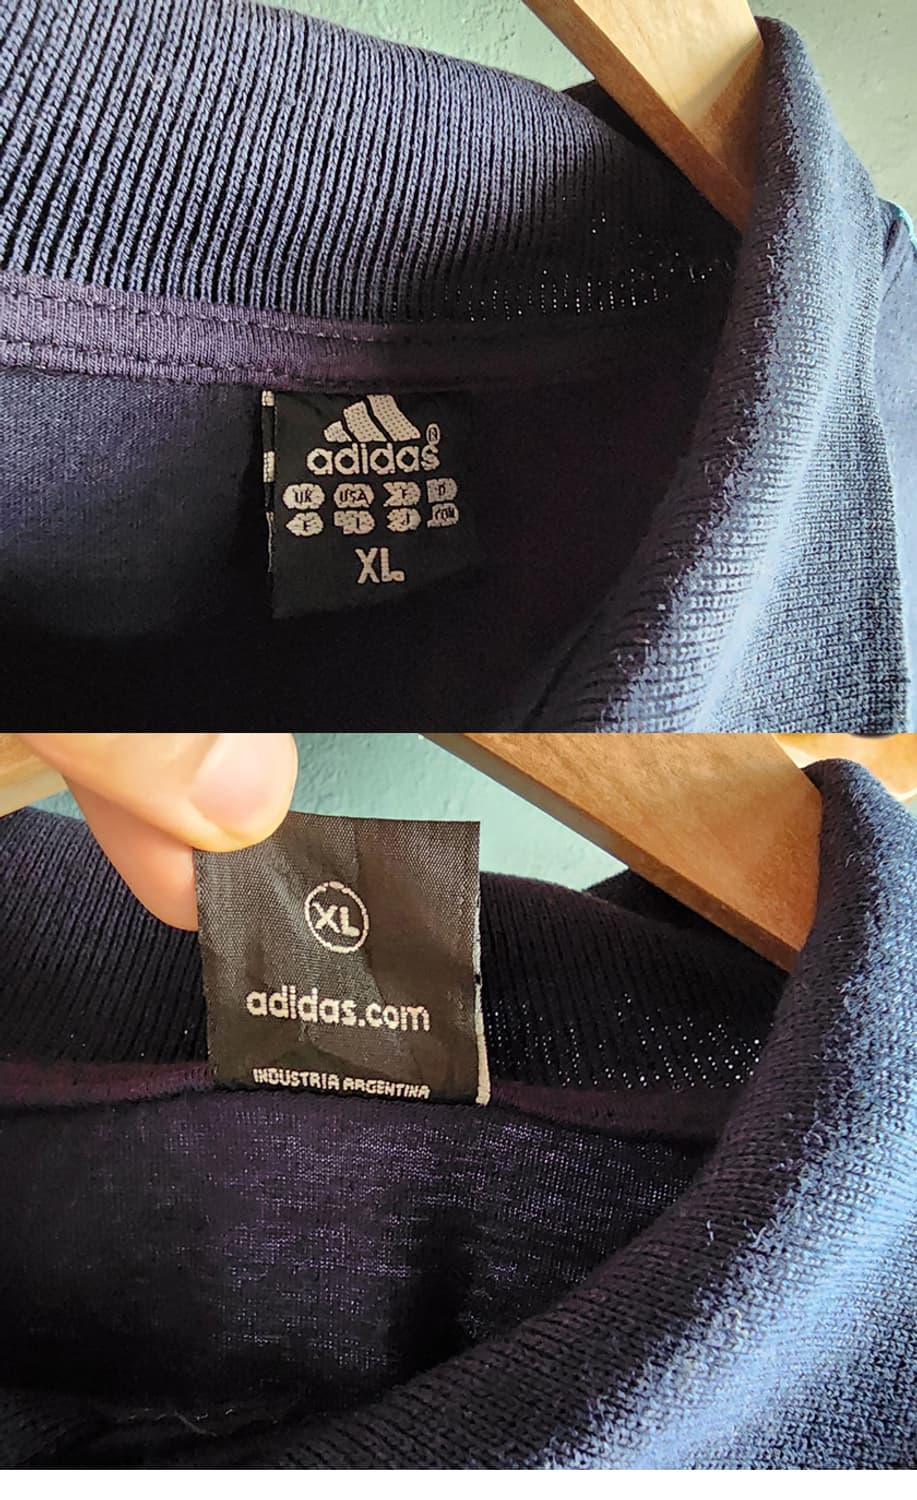 adidas®
UK USA F D
XL
XL
adidas.com
INDUSTRIA ARGENTINA